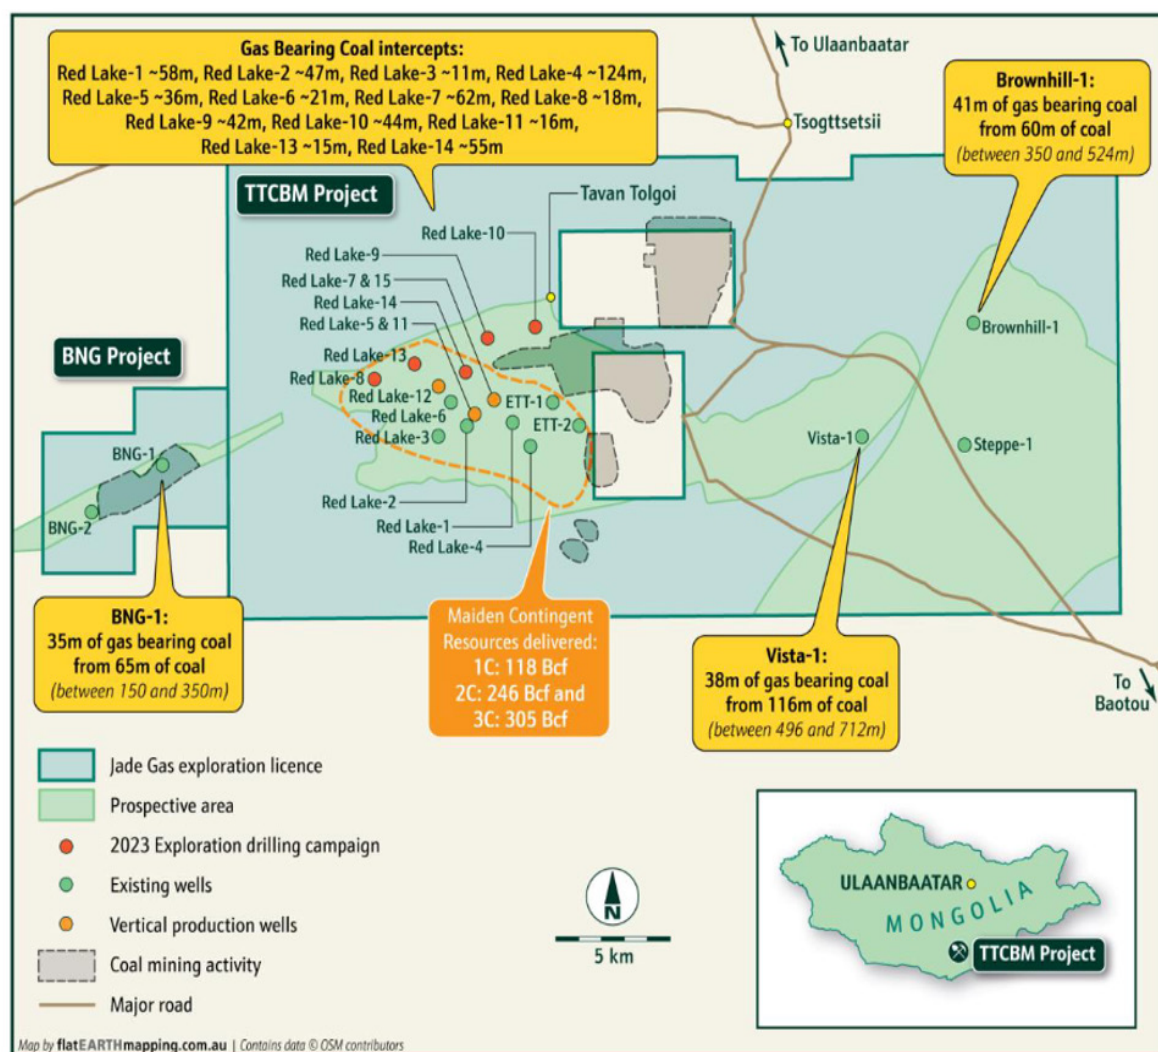 Gas Bearing Coal intercepts:
Red Lake-1 ~58m, Red Lake-2 ~47m, Red Lake-3 ~11m, Red Lake-4 ~124m,
Red Lake-5 ~36m, Red Lake-6 ~21m, Red Lake-7 ~62m, Red Lake-8 ~18m,
Red Lake-9 ~42m, Red Lake-10 ~44m, Red Lake-11 ~16m,
Red Lake-13 ~15m, Red Lake-14 ~55m
To Ulaanbaatar
Tsogttsetsii
Brownhill-1:
41m of gas bearing coal
from 60m of coal
(between 350 and 524m)
TTCBM Project
Tavan Tolgoi
Red Lake-10
Red Lake-9
Red Lake-7 & 15
Red Lake-14
Red Lake-5 & 11
Red Lake-13
Red Lake-8
Red Lake-12
Red Lake-6
Red Lake-3
ETT-1
ETT-2
Brownhill-1
Vista-1
Steppe-1
BNG Project
BNG-1
BNG-2
Red Lake-2
Red Lake-1
Red Lake-4
BNG-1:
35m of gas bearing coal
from 65m of coal
(between 150 and 350m)
Maiden Contingent
Resources delivered:
1C: 118 Bcf
2C: 246 Bcf and
3C: 305 Bcf
Vista-1:
38m of gas bearing coal
from 116m of coal
(between 496 and 712m)
To
Baotou
Jade Gas exploration licence
Prospective area
2023 Exploration drilling campaign
Existing wells
Vertical production wells
Coal mining activity
Major road
N
5 km
ULAANBAATAR
MONGOLIA
TTCBM Project
Map by flatEARTHmapping.com.au | Contains data © OSM contributors